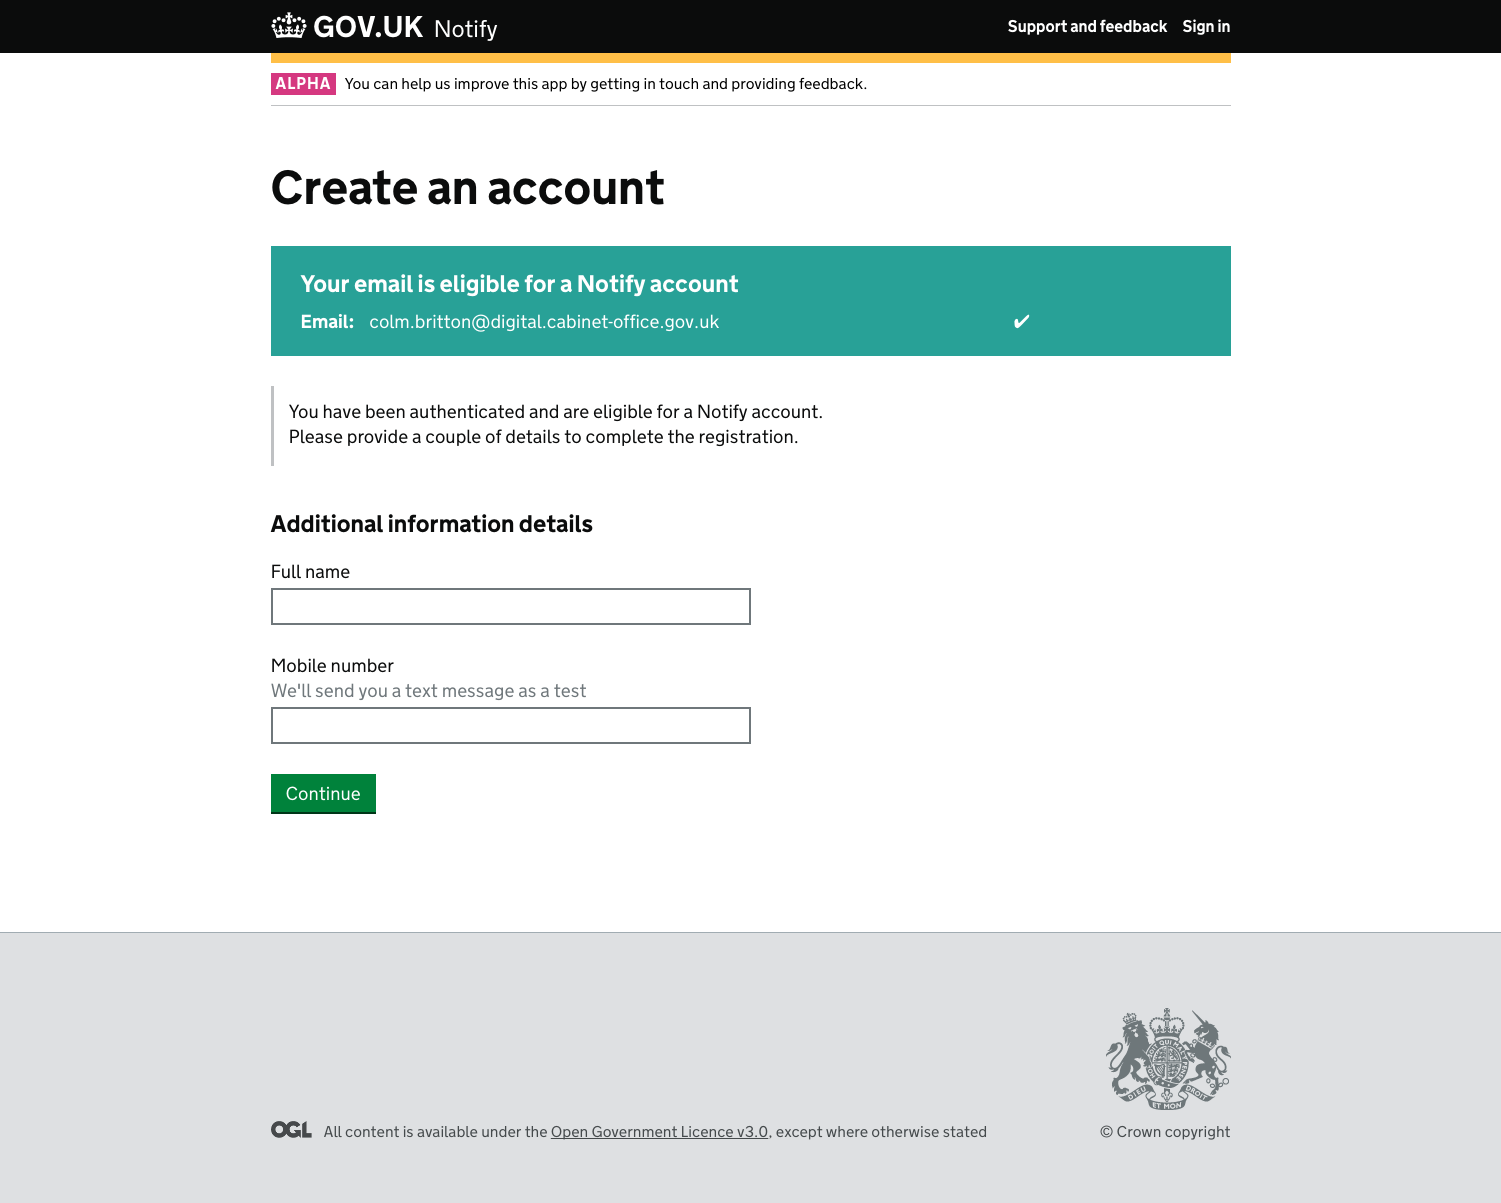 GOV.UK Notify
Support and feedback Sign in
ALPHA You can help us improve this app by getting in touch and providing feedback.
Create an account
Your email is eligible for a Notify account
Email: colm.britton@digital.cabinet-office.gov.uk ✔
You have been authenticated and are eligible for a Notify account.
Please provide a couple of details to complete the registration.
Additional information details
Full name
Mobile number
We'll send you a text message as a test
Continue
DIEU ET MON DROIT
OGL All content is available under the Open Government Licence v3.0, except where otherwise stated
© Crown copyright